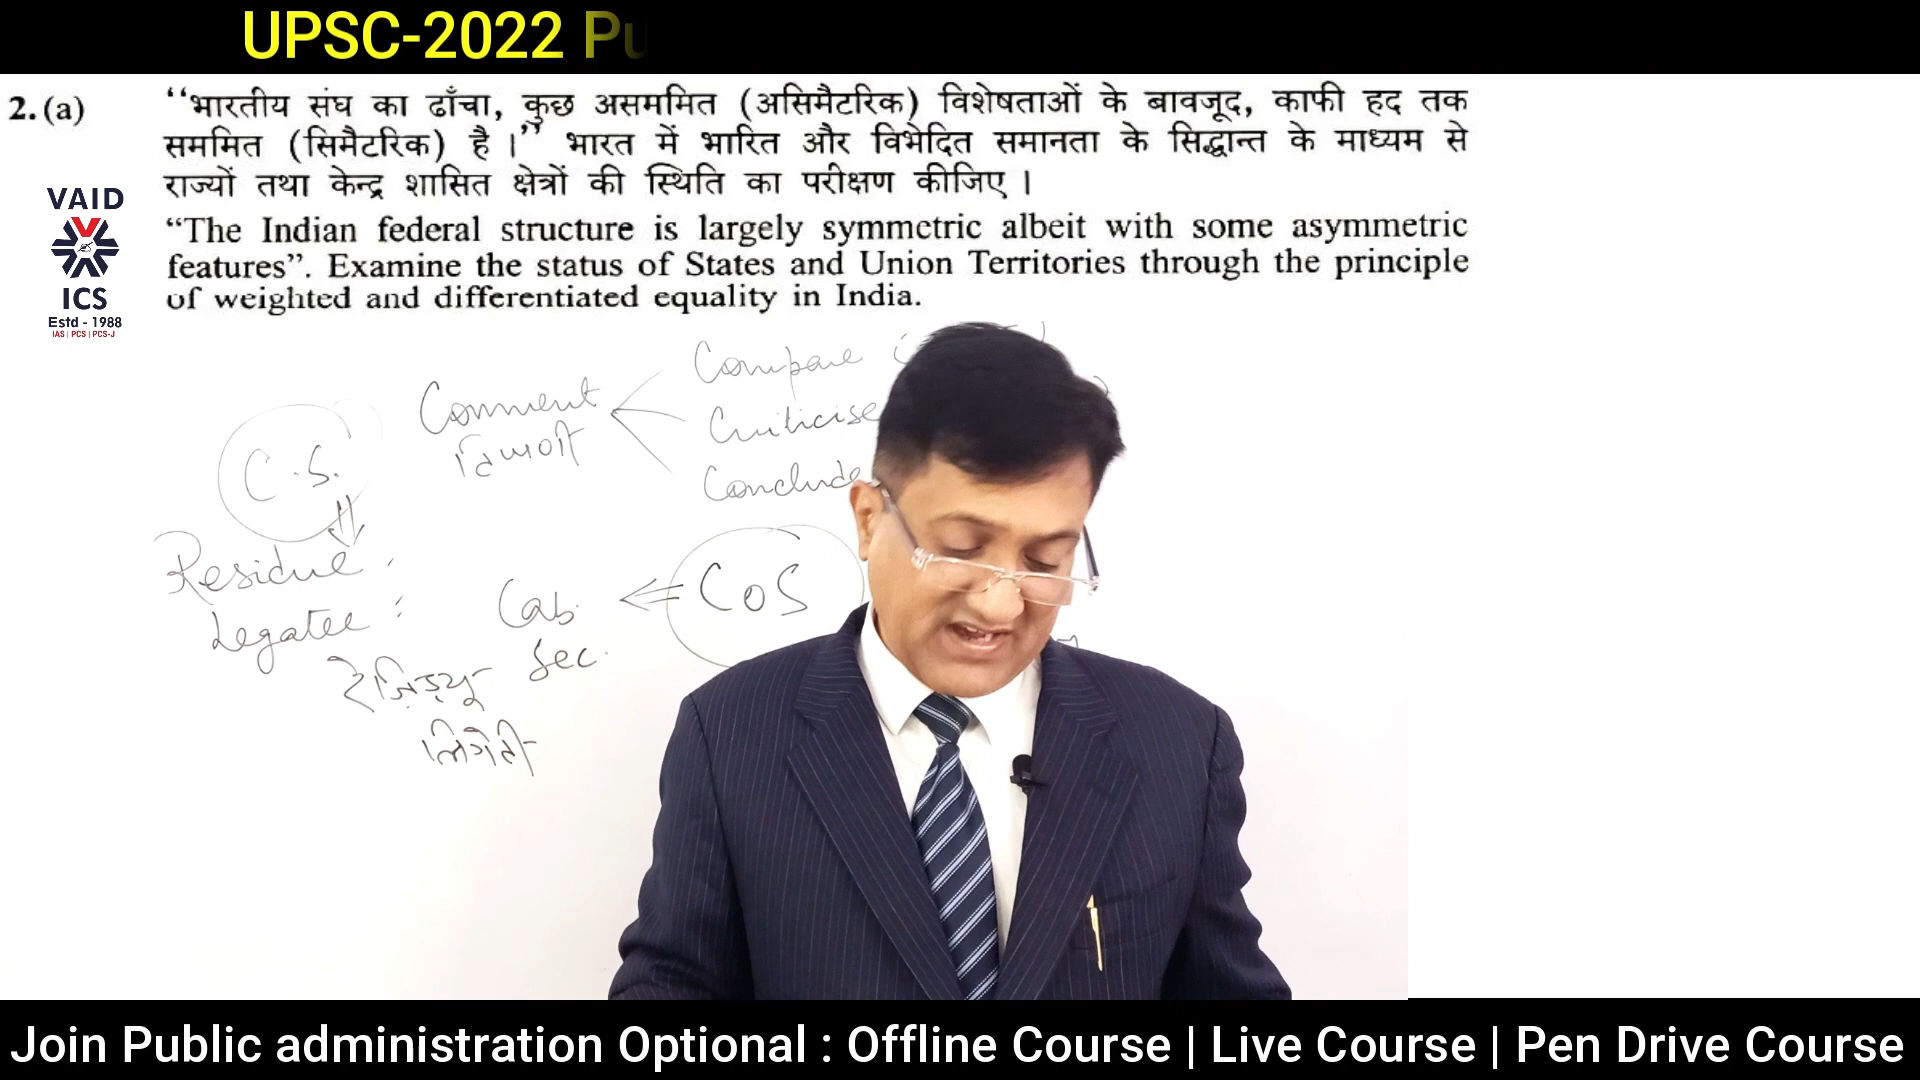 UPSC-2022 Pu
2. (a) ‘‘भारतीय संघ का ढाँचा, कुछ असममित (असिमैटरिक) विशेषताओं के बावजूद, काफी हद तक
सममित (सिमैटरिक) है ।’’ भारत में भारित और विभेदित समानता के सिद्धान्त के माध्यम से
राज्यों तथा केन्द्र शासित क्षेत्रों की स्थिति का परीक्षण कीजिए ।
“The Indian federal structure is largely symmetric albeit with some asymmetric
features”. Examine the status of States and Union Territories through the principle
of weighted and differentiated equality in India.
VAID
ICS
Estd - 1988
IAS | PCS | PCS-J
Compare
Comment
Criticise
C.S.
Conclude
Residue
Legatee
Cab.
Sec.
CoS
रेज़िड्यू
लिगेटी
Join Public administration Optional : Offline Course | Live Course | Pen Drive Course